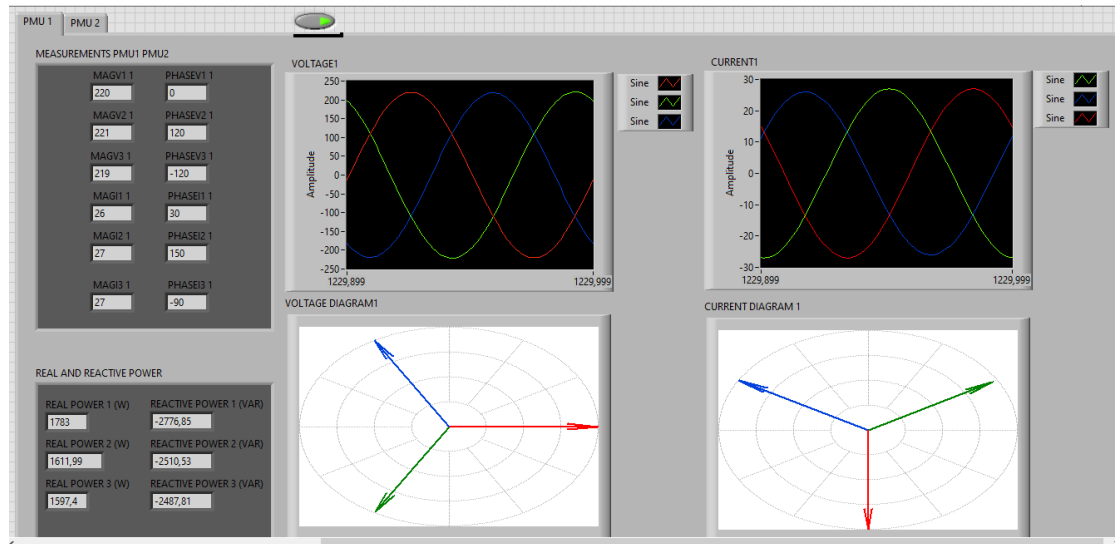 PMU 1 PMU 2
MEASUREMENTS PMU1 PMU2
MAGV1 1 PHASEV1 1
220 0
MAGV2 1 PHASEV2 1
221 120
MAGV3 1 PHASEV3 1
219 -120
MAGI1 1 PHASEI1 1
26 30
MAGI2 1 PHASEI2 1
27 150
MAGI3 1 PHASEI3 1
27 -90
REAL AND REACTIVE POWER
REAL POWER 1 (W) REACTIVE POWER 1 (VAR)
1783 -2776,85
REAL POWER 2 (W) REACTIVE POWER 2 (VAR)
1611,99 -2510,53
REAL POWER 3 (W) REACTIVE POWER 3 (VAR)
1597,4 -2487,81
VOLTAGE1
Sine
Sine
Sine
Amplitude
250
200
150
100
50
0
-50
-100
-150
-200
-250
1229,899 1229,999
VOLTAGE DIAGRAM1
CURRENT1
Sine
Sine
Sine
Amplitude
30
20
10
0
-10
-20
-30
1229,899 1229,999
CURRENT DIAGRAM 1